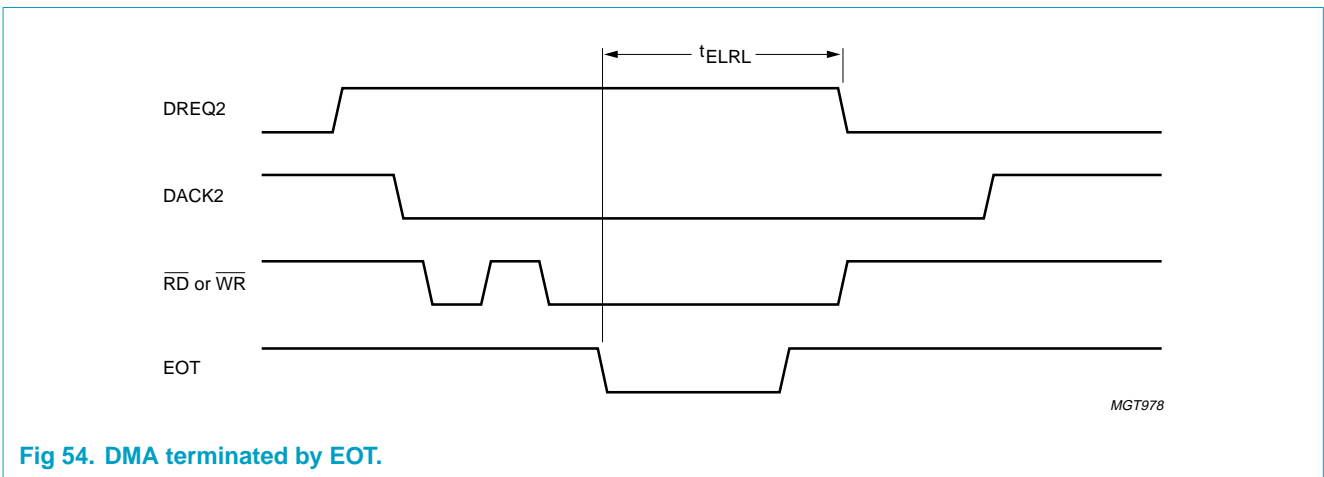 tELRL
DREQ2
DACK2
RD or WR
EOT
MGT978
Fig 54. DMA terminated by EOT.